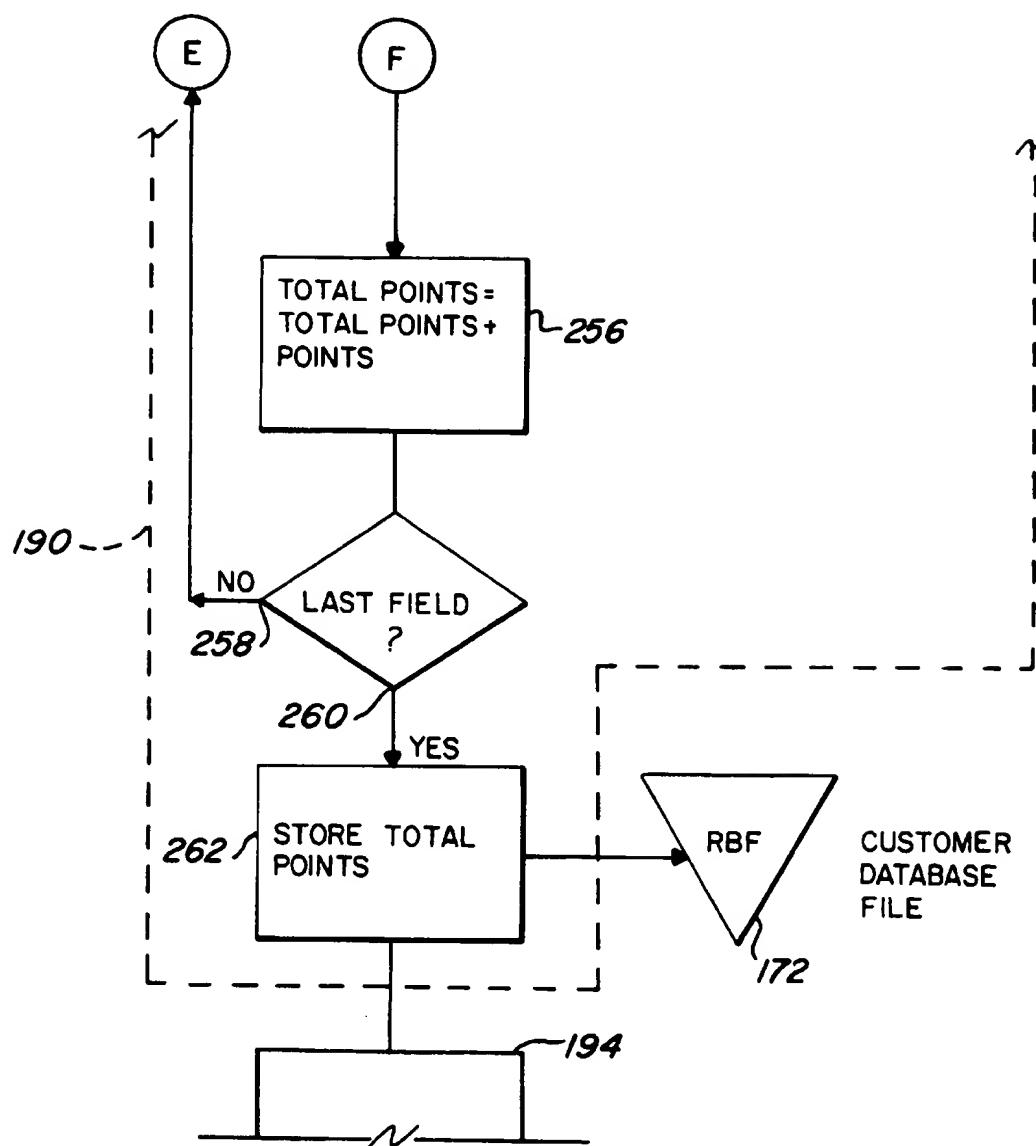 E
F
TOTAL POINTS=
TOTAL POINTS+
POINTS
256
190
NO
LAST FIELD
?
258
260
YES
262
STORE TOTAL
POINTS
RBF
CUSTOMER
DATABASE
FILE
172
194